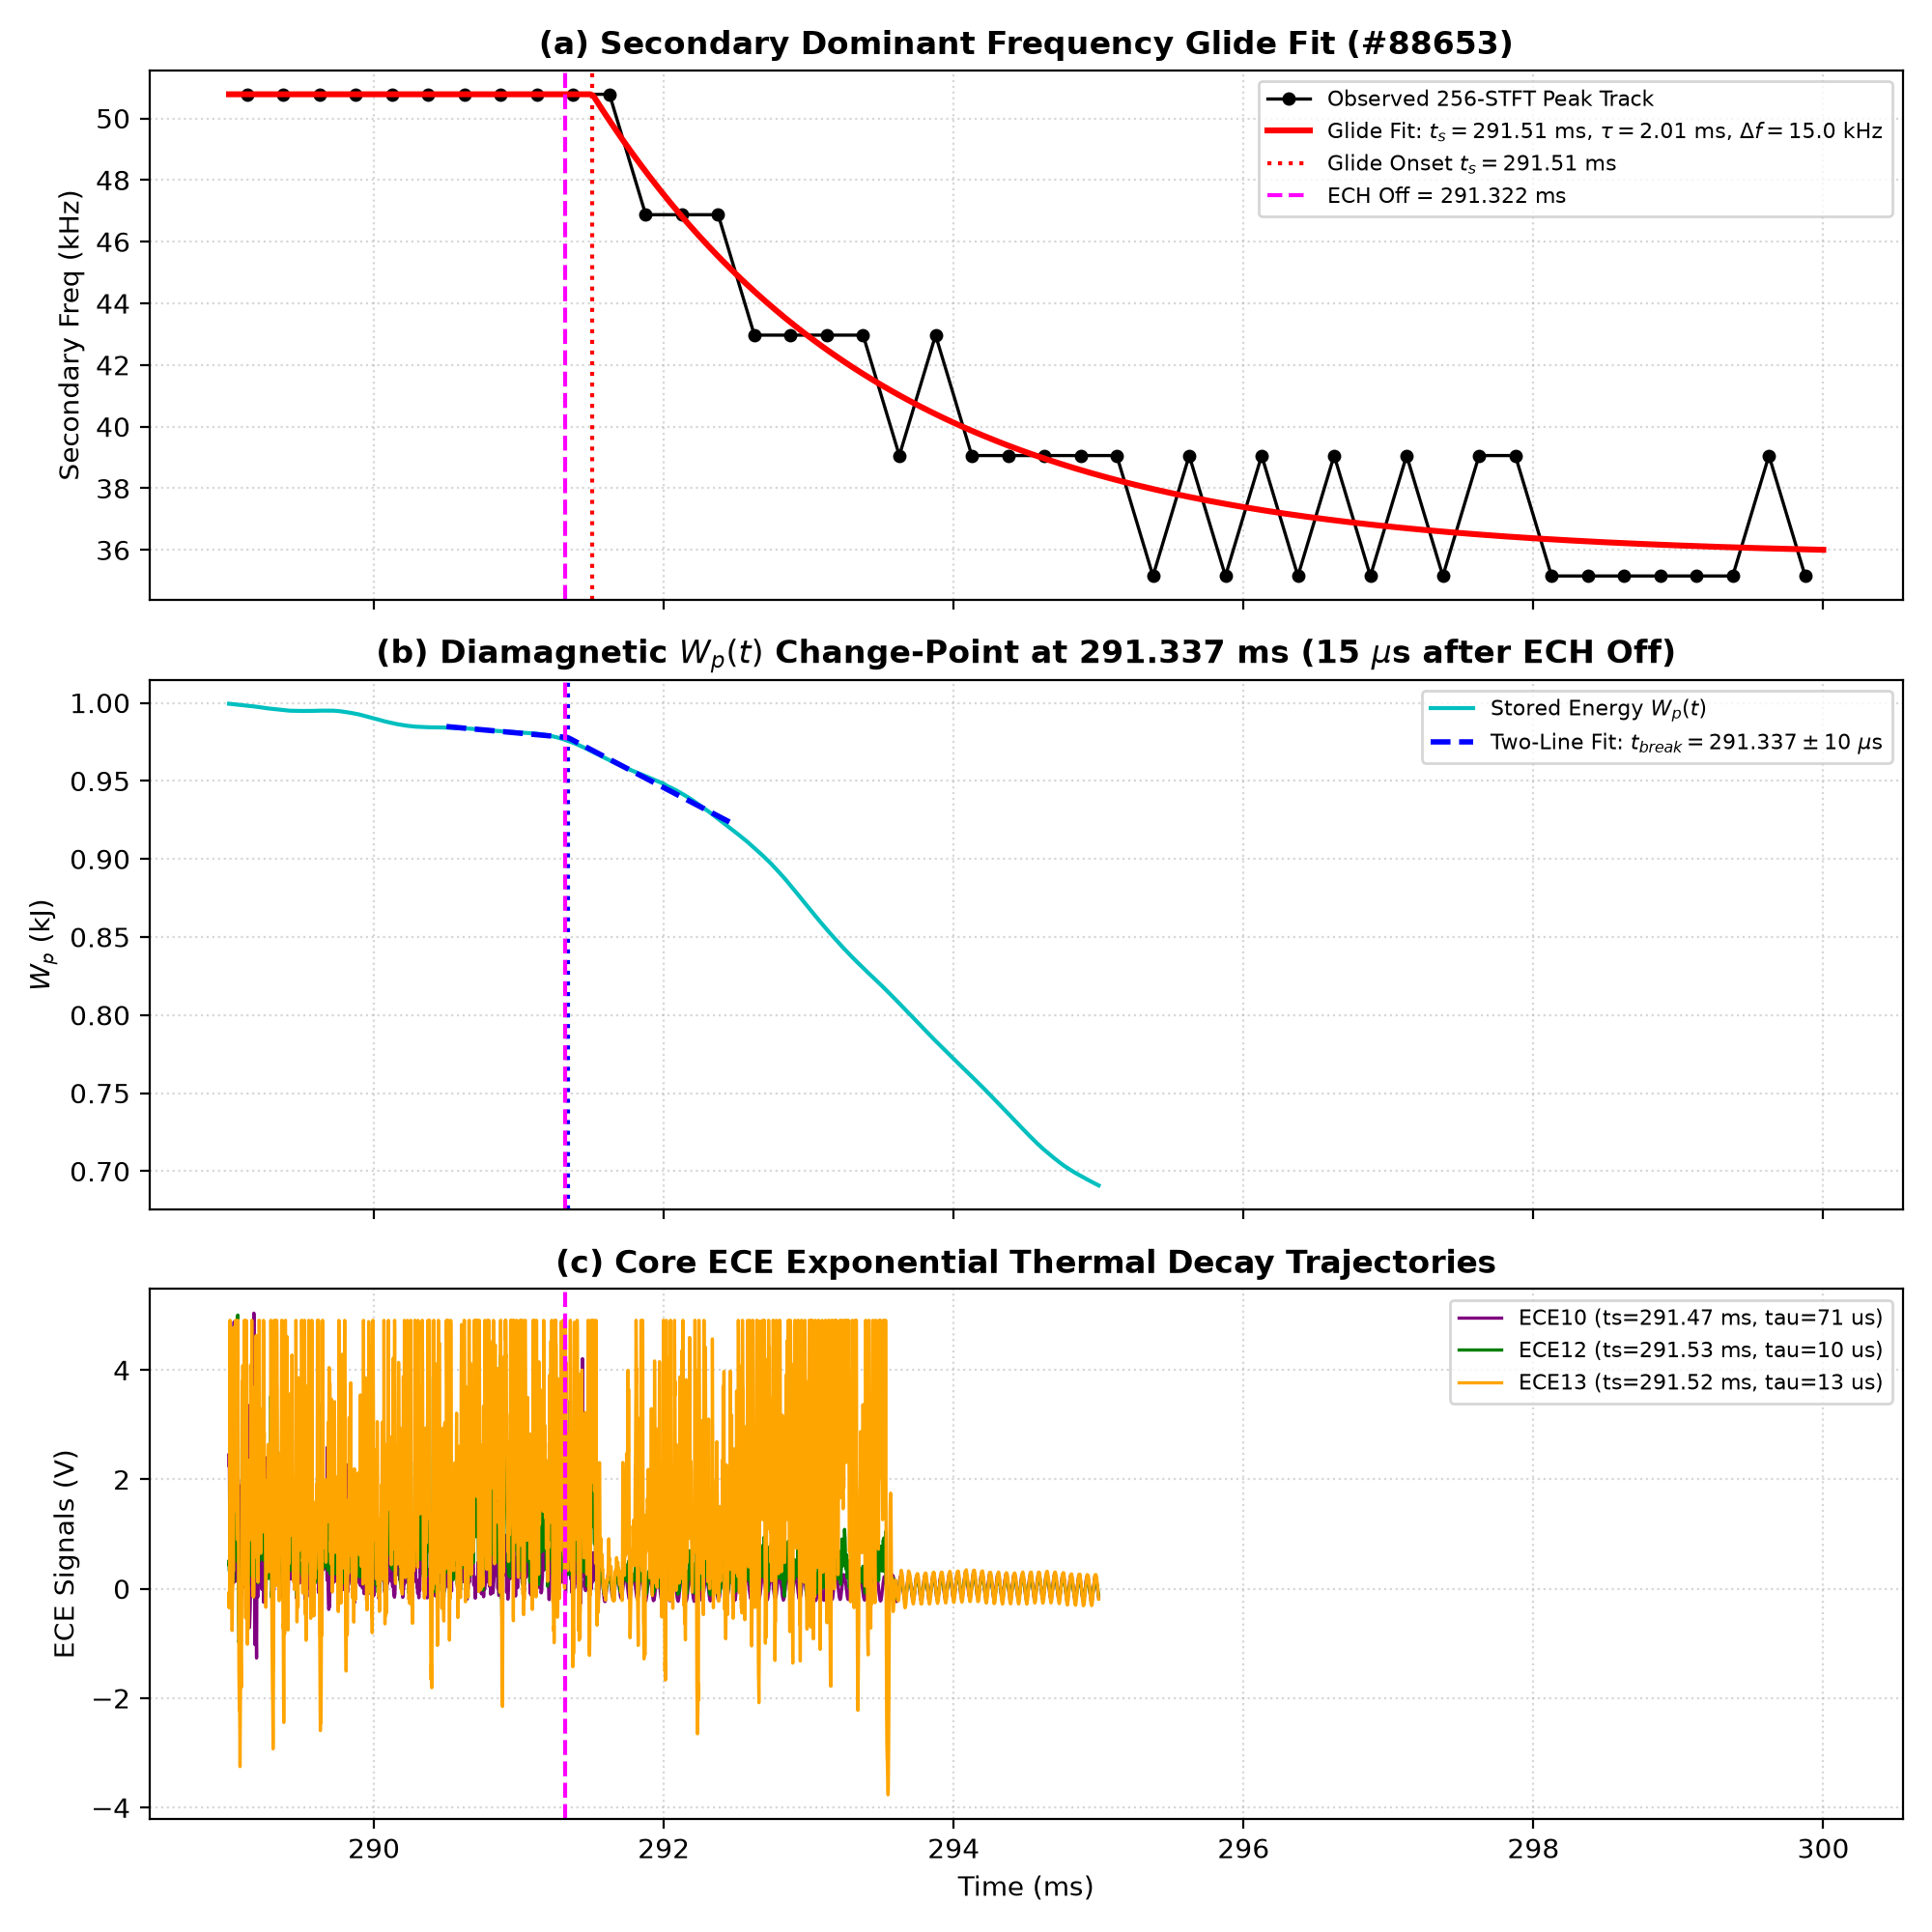 (a) Secondary Dominant Frequency Glide Fit (#88653)
Secondary Freq (kHz)
50
48
46
44
42
40
38
36
Observed 256-STFT Peak Track
Glide Fit: tₛ = 291.51 ms, τ = 2.01 ms, Δf = 15.0 kHz
Glide Onset tₛ = 291.51 ms
ECH Off = 291.322 ms
(b) Diamagnetic Wₚ(t) Change-Point at 291.337 ms (15 μs after ECH Off)
Wₚ (kJ)
1.00
0.95
0.90
0.85
0.80
0.75
0.70
Stored Energy Wₚ(t)
Two-Line Fit: t_break = 291.337 ± 10 μs
(c) Core ECE Exponential Thermal Decay Trajectories
ECE Signals (V)
4
2
0
−2
−4
ECE10 (ts=291.47 ms, tau=71 us)
ECE12 (ts=291.53 ms, tau=10 us)
ECE13 (ts=291.52 ms, tau=13 us)
290 292 294 296 298 300
Time (ms)